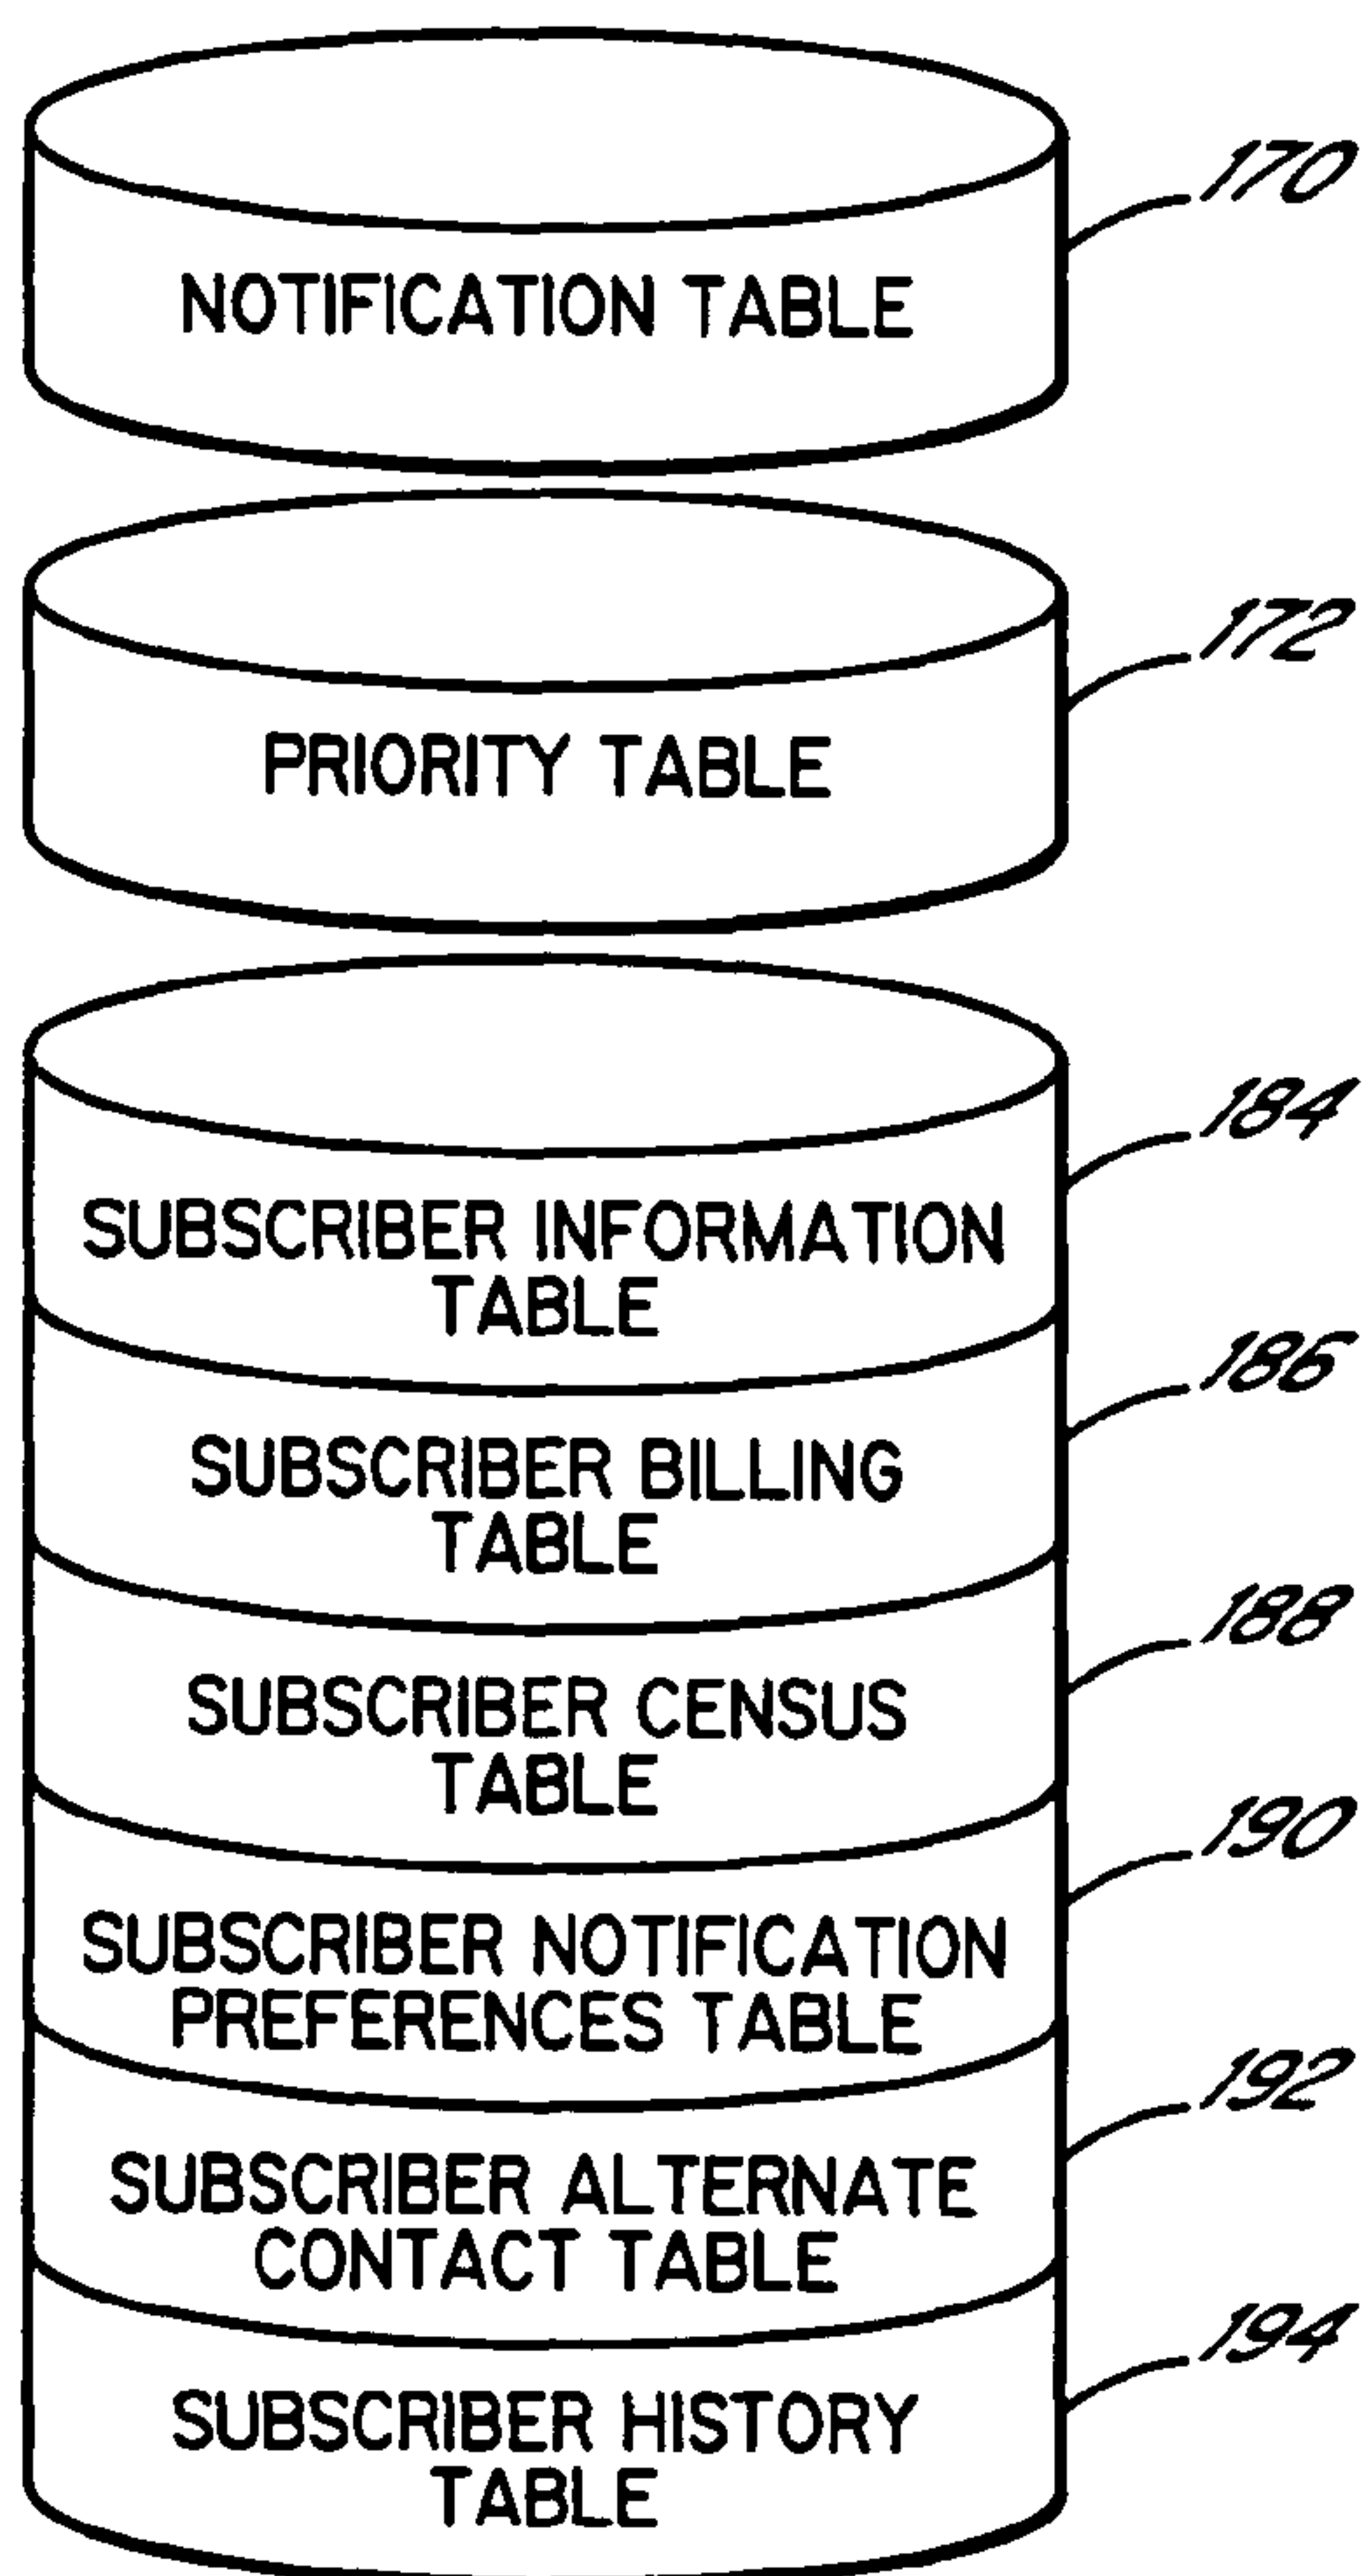 170
NOTIFICATION TABLE
172
PRIORITY TABLE
184
SUBSCRIBER INFORMATION
TABLE
186
SUBSCRIBER BILLING
TABLE
188
SUBSCRIBER CENSUS
TABLE
190
SUBSCRIBER NOTIFICATION
PREFERENCES TABLE
192
SUBSCRIBER ALTERNATE
CONTACT TABLE
194
SUBSCRIBER HISTORY
TABLE